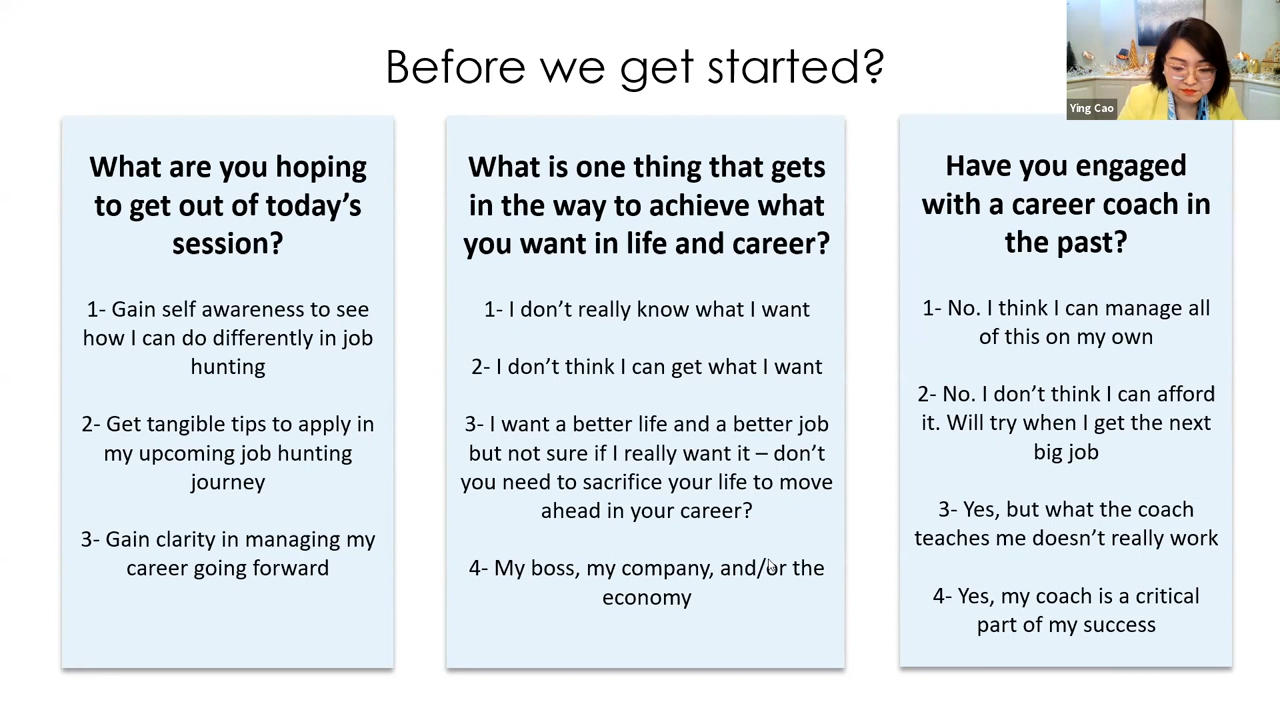 Before we get started?
Ying Cao
What are you hoping
to get out of today’s
session?
1- Gain self awareness to see
how I can do differently in job
hunting
2- Get tangible tips to apply in
my upcoming job hunting
journey
3- Gain clarity in managing my
career going forward
What is one thing that gets
in the way to achieve what
you want in life and career?
1- I don’t really know what I want
2- I don’t think I can get what I want
3- I want a better life and a better job
but not sure if I really want it – don’t
you need to sacrifice your life to move
ahead in your career?
4- My boss, my company, and/or the
economy
Have you engaged
with a career coach in
the past?
1- No. I think I can manage all
of this on my own
2- No. I don’t think I can afford
it. Will try when I get the next
big job
3- Yes, but what the coach
teaches me doesn’t really work
4- Yes, my coach is a critical
part of my success